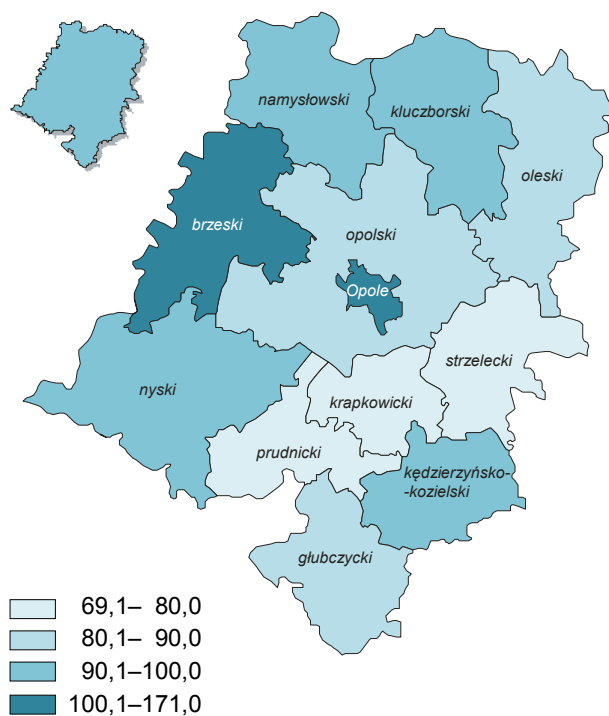 namysłowski
kluczborski
oleski
brzeski
opolski
Opole
strzelecki
nyski
krapkowicki
prudnicki
kędzierzyńsko-
-kozielski
głubczycki
69,1– 80,0
80,1– 90,0
90,1–100,0
100,1–171,0